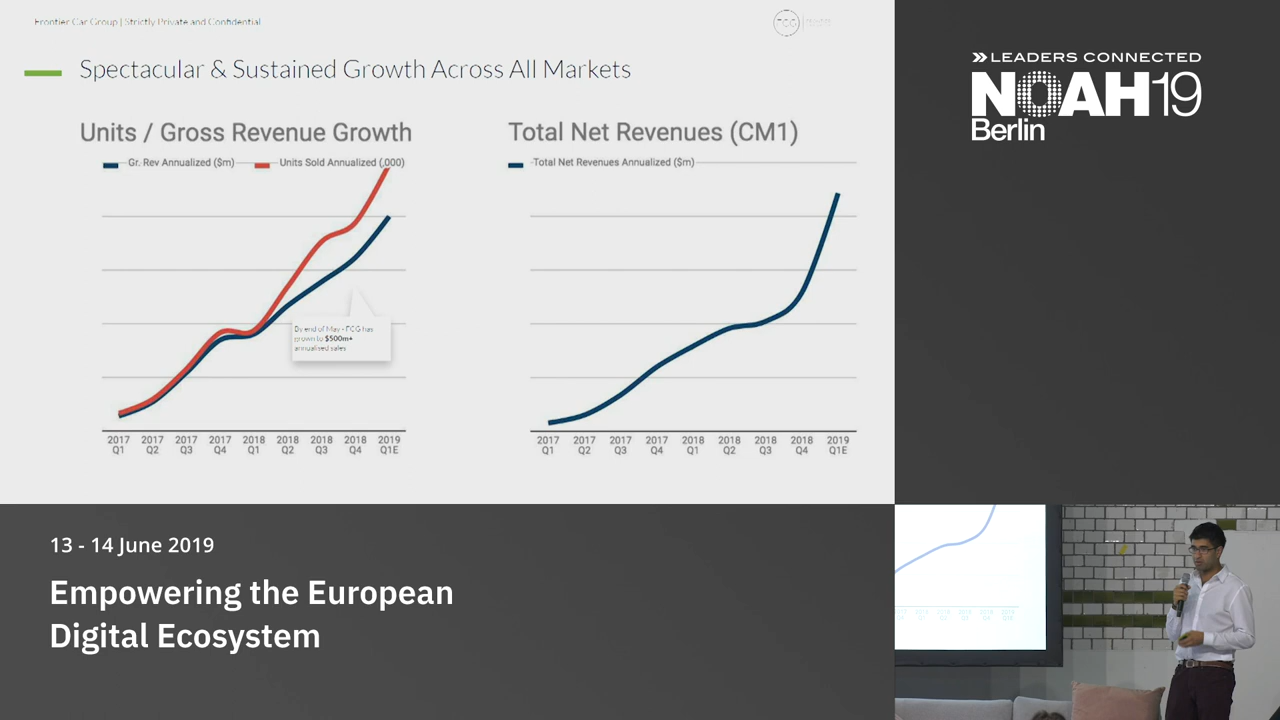 Frontier Car Group | Strictly Private and Confidential
FCG
Spectacular & Sustained Growth Across All Markets
Units / Gross Revenue Growth
Gr. Rev Annualized ($m)
Units Sold Annualized (,000)
By end of May - FCG has
grown to $500m+
annualised sales
2017 2017 2017 2017 2018 2018 2018 2018 2019
Q1 Q2 Q3 Q4 Q1 Q2 Q3 Q4 Q1E
Total Net Revenues (CM1)
Total Net Revenues Annualized ($m)
2017 2017 2017 2017 2018 2018 2018 2018 2019
Q1 Q2 Q3 Q4 Q1 Q2 Q3 Q4 Q1E
LEADERS CONNECTED
NOAH19
Berlin
13 - 14 June 2019
Empowering the European
Digital Ecosystem